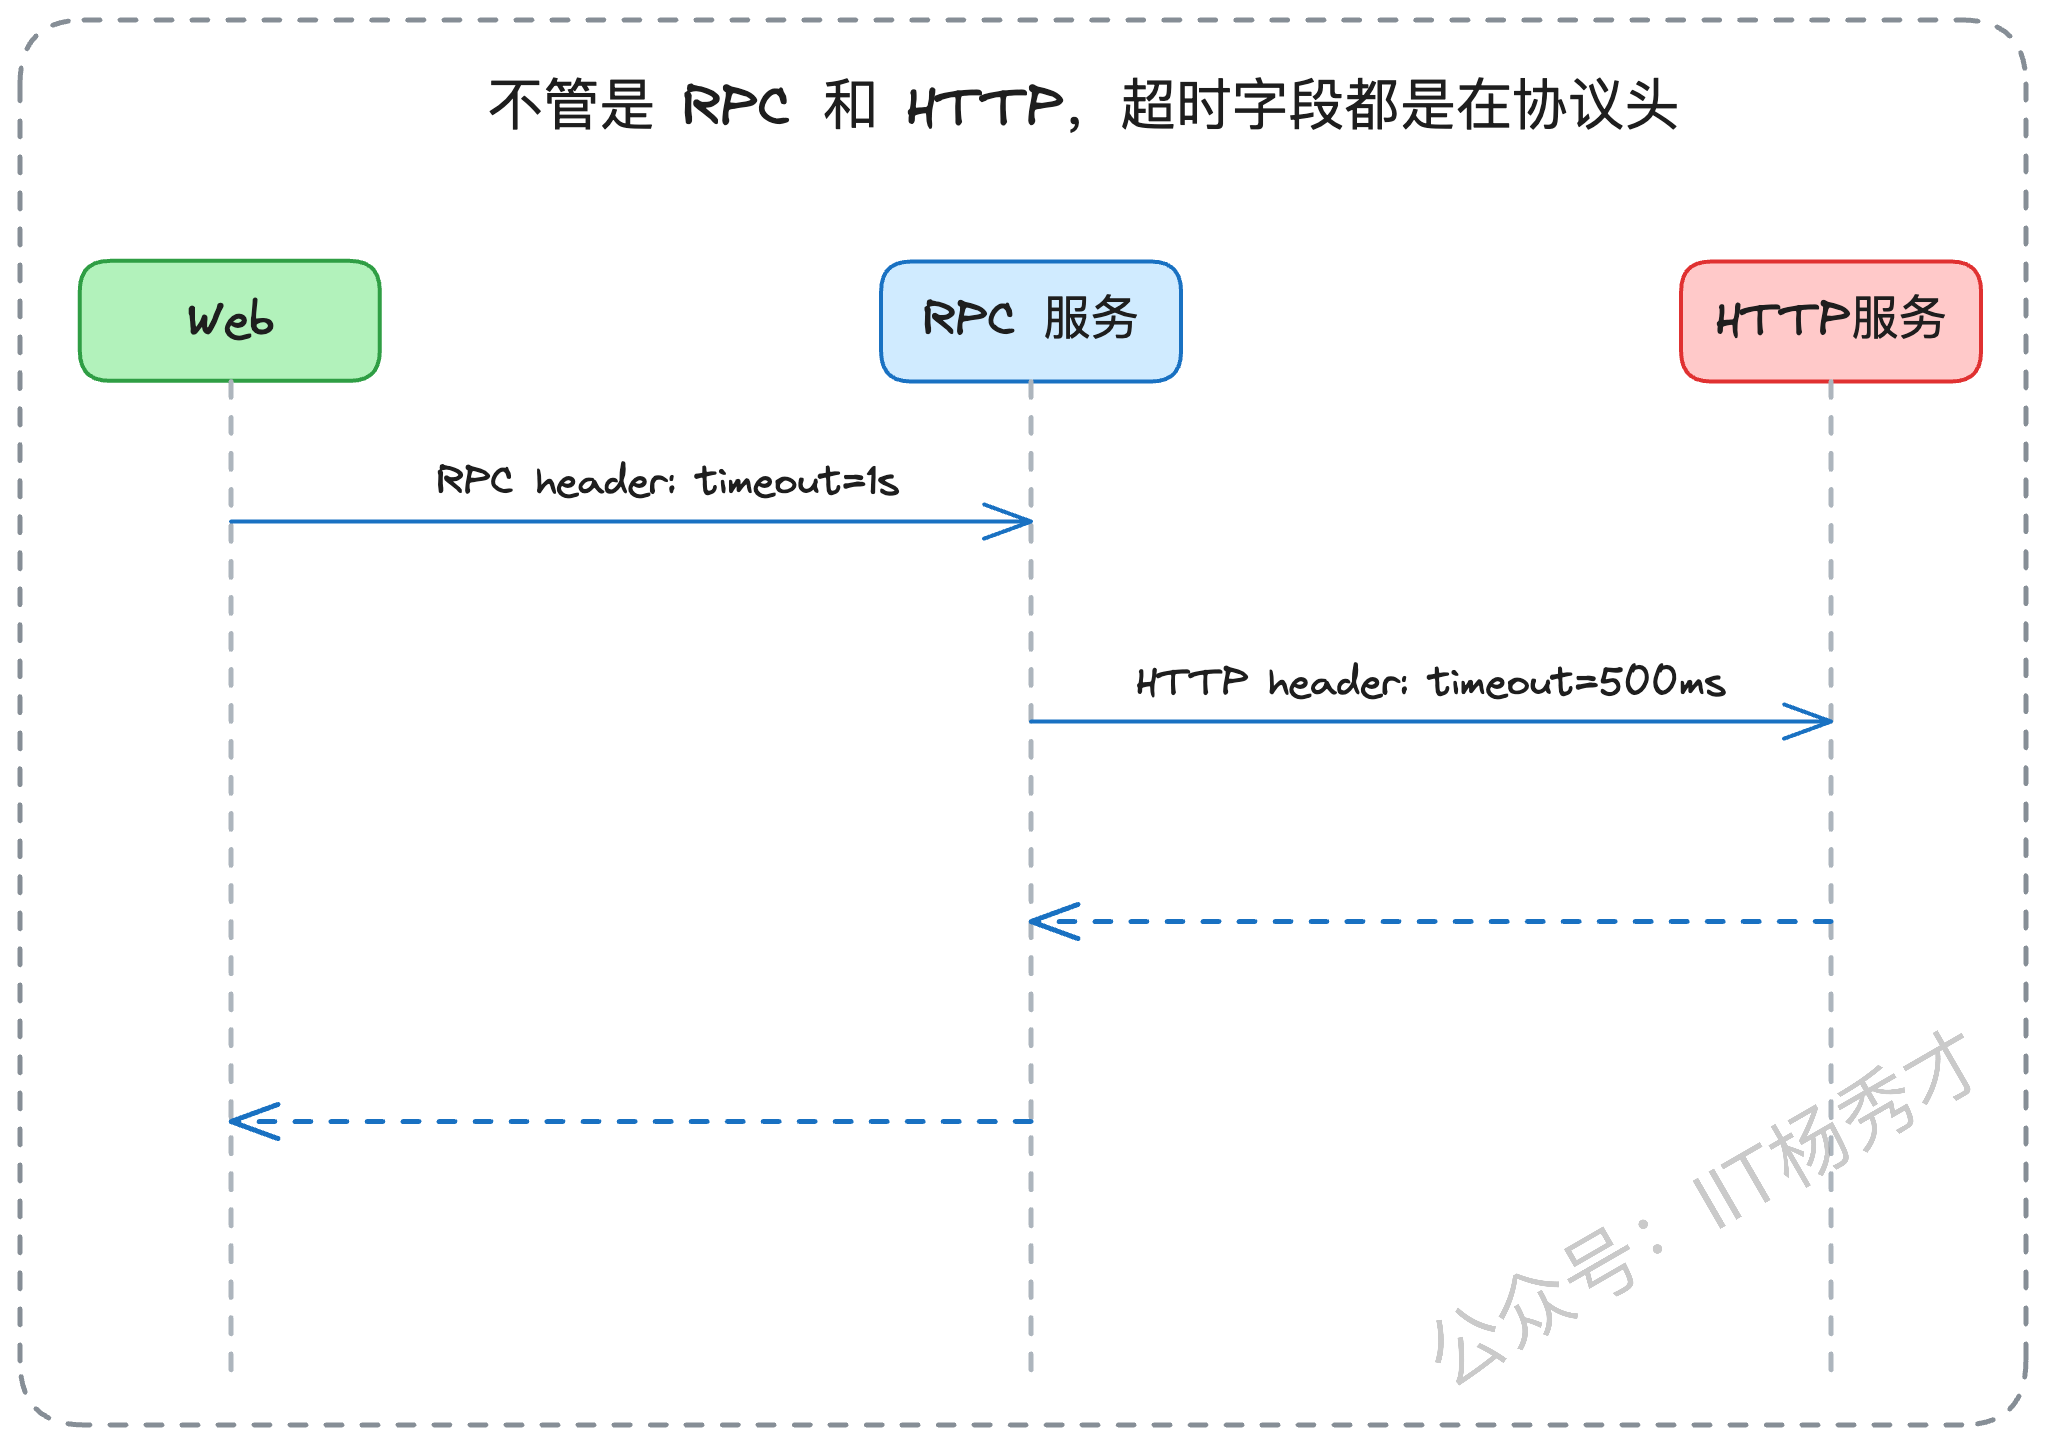 不管是 RPC 和 HTTP，超时字段都是在协议头
Web
RPC 服务
HTTP服务
RPC header: timeout=1s
HTTP header: timeout=500ms
公众号：IIT杨秀才